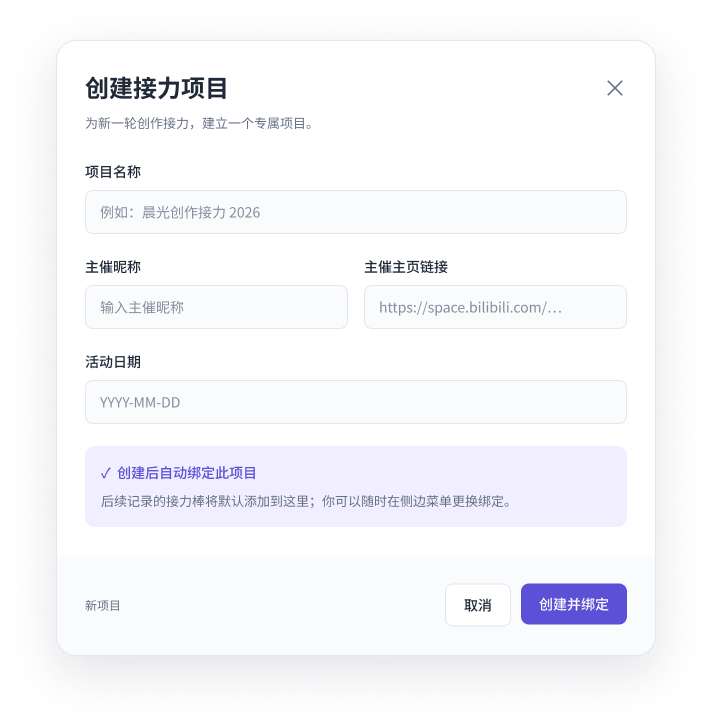 创建接力项目
为新一轮创作接力，建立一个专属项目。
项目名称
例如：晨光创作接力 2026
主催昵称
主催主页链接
输入主催昵称
https://space.bilibili.com/…
活动日期
YYYY-MM-DD
✓ 创建后自动绑定此项目
后续记录的接力棒将默认添加到这里；你可以随时在侧边菜单更换绑定。
新项目
取消
创建并绑定